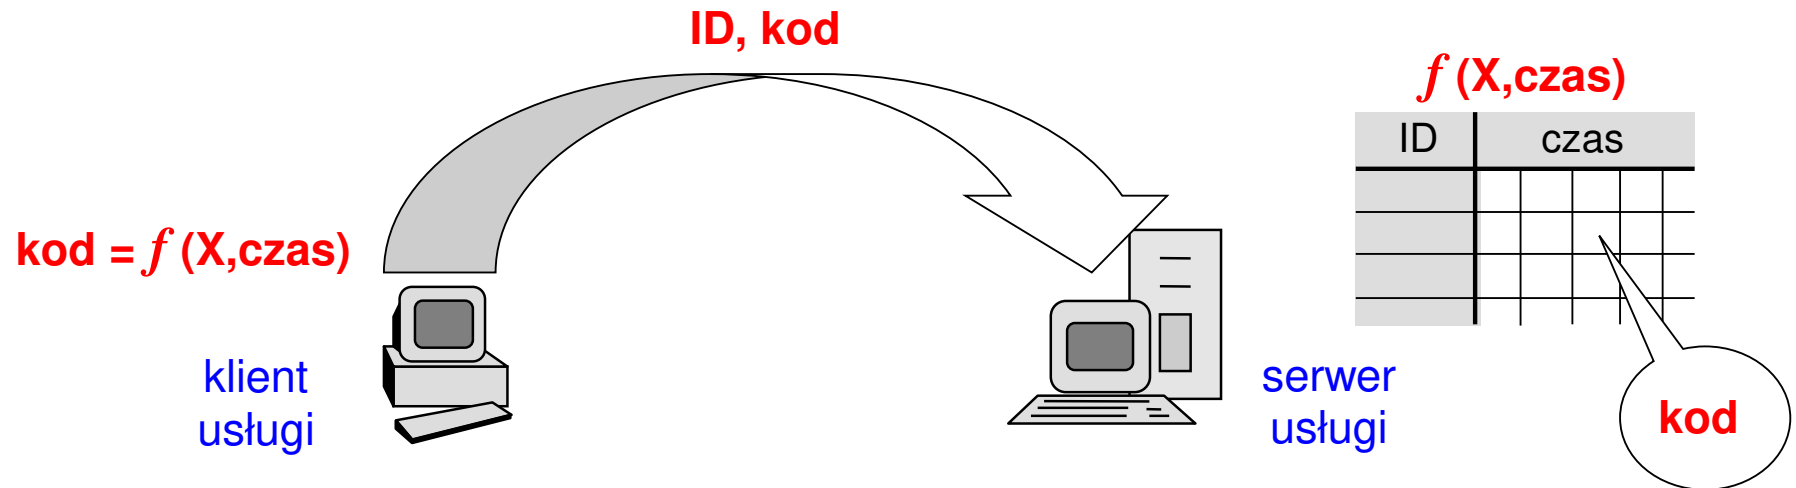 ID, kod
f (X,czas)
ID czas
kod = f (X,czas)
klient
usługi
serwer
usługi
kod